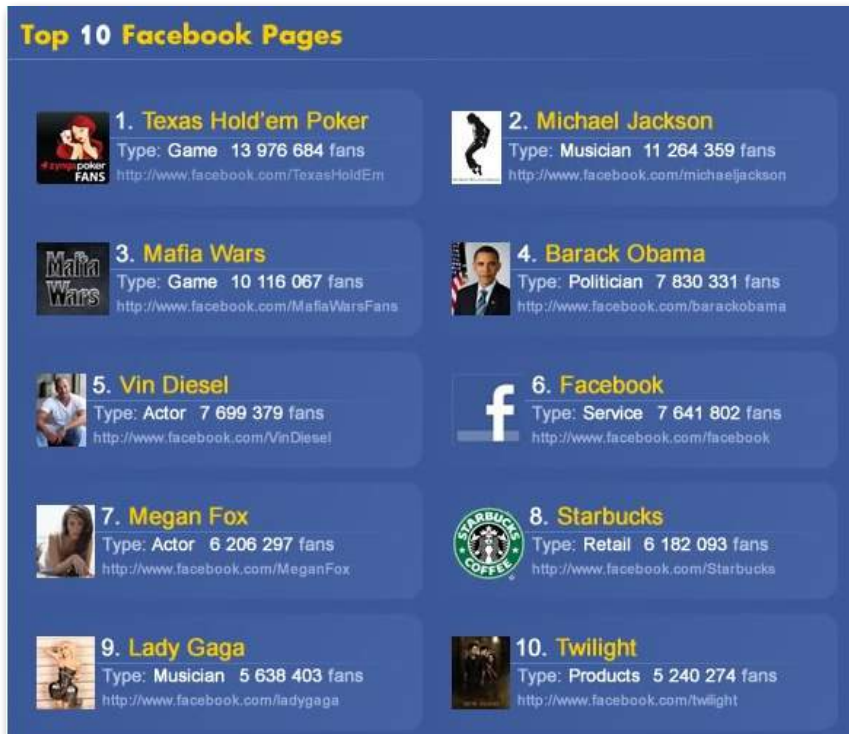 Top 10 Facebook Pages
1. Texas Hold'em Poker
Type: Game 13 976 684 fans
http://www.facebook.com/TexasHoldEm
zynga poker
FANS
2. Michael Jackson
Type: Musician 11 264 359 fans
http://www.facebook.com/michaeljackson
3. Mafia Wars
Type: Game 10 116 067 fans
http://www.facebook.com/MafiaWarsFans
Mafia
Wars
4. Barack Obama
Type: Politician 7 830 331 fans
http://www.facebook.com/barackobama
5. Vin Diesel
Type: Actor 7 699 379 fans
http://www.facebook.com/VinDiesel
6. Facebook
Type: Service 7 641 802 fans
http://www.facebook.com/facebook
f
7. Megan Fox
Type: Actor 6 206 297 fans
http://www.facebook.com/MeganFox
8. Starbucks
Type: Retail 6 182 093 fans
http://www.facebook.com/Starbucks
STARBUCKS
COFFEE
9. Lady Gaga
Type: Musician 5 638 403 fans
http://www.facebook.com/ladygaga
10. Twilight
Type: Products 5 240 274 fans
http://www.facebook.com/twilight